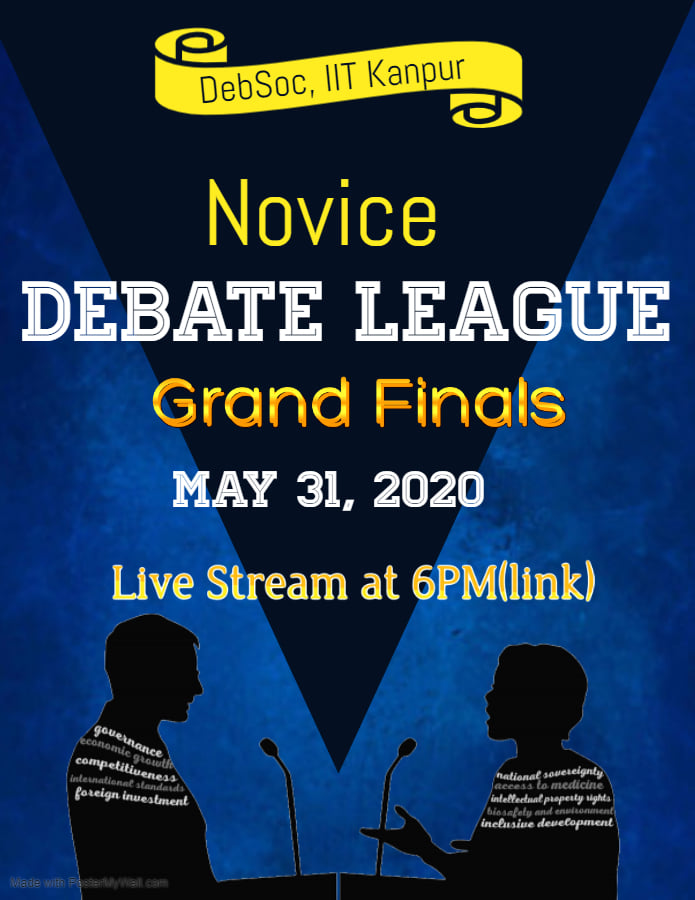 DebSoc, IIT Kanpur
Novice
DEBATE LEAGUE
Grand Finals
MAY 31, 2020
Live Stream at 6PM(link)
governance
economic growth
competitiveness
international standards
foreign investment
national sovereignty
access to medicine
intellectual property rights
biosafety and environment
inclusive development
Made with PosterMyWall.com